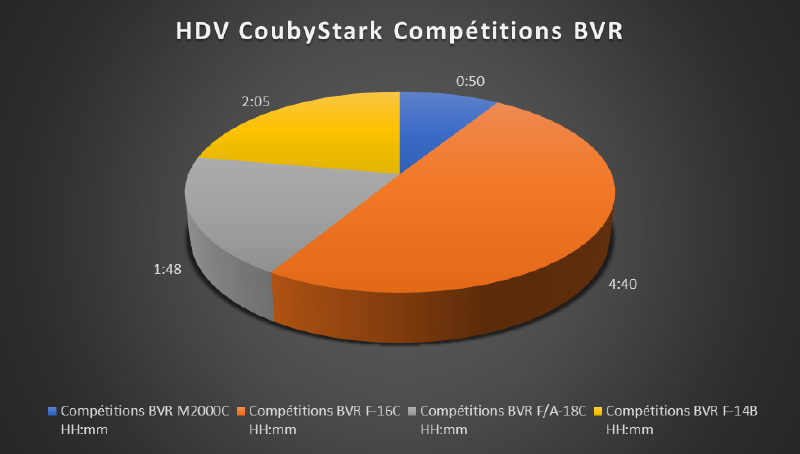 HDV CoubyStark Compétitions BVR
0:50
2:05
1:48
4:40
Compétitions BVR M2000C HH:mm
Compétitions BVR F-16C HH:mm
Compétitions BVR F/A-18C HH:mm
Compétitions BVR F-14B HH:mm